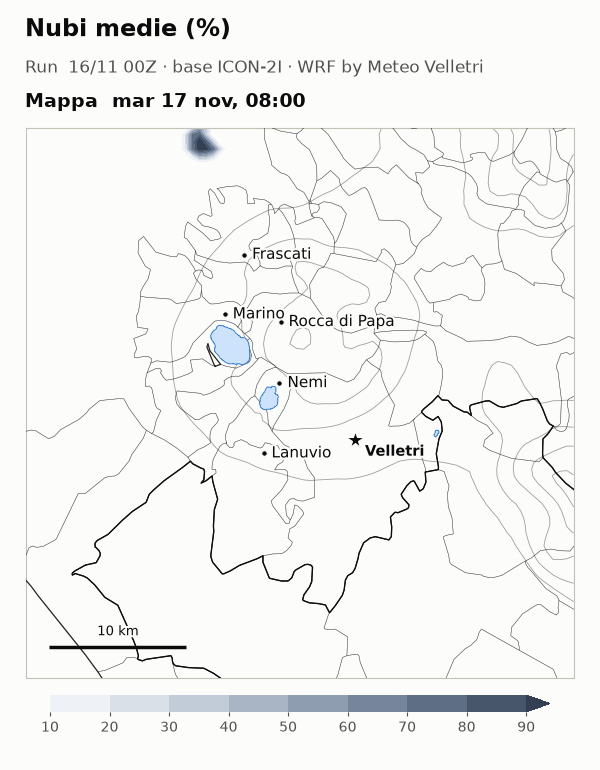 Nubi medie (%)
Run  16/11 00Z · base ICON-2I · WRF by Meteo Velletri
Mappa  mar 17 nov, 08:00
Frascati
Marino
Rocca di Papa
Nemi
Velletri
Lanuvio
10 km
10 20 30 40 50 60 70 80 90